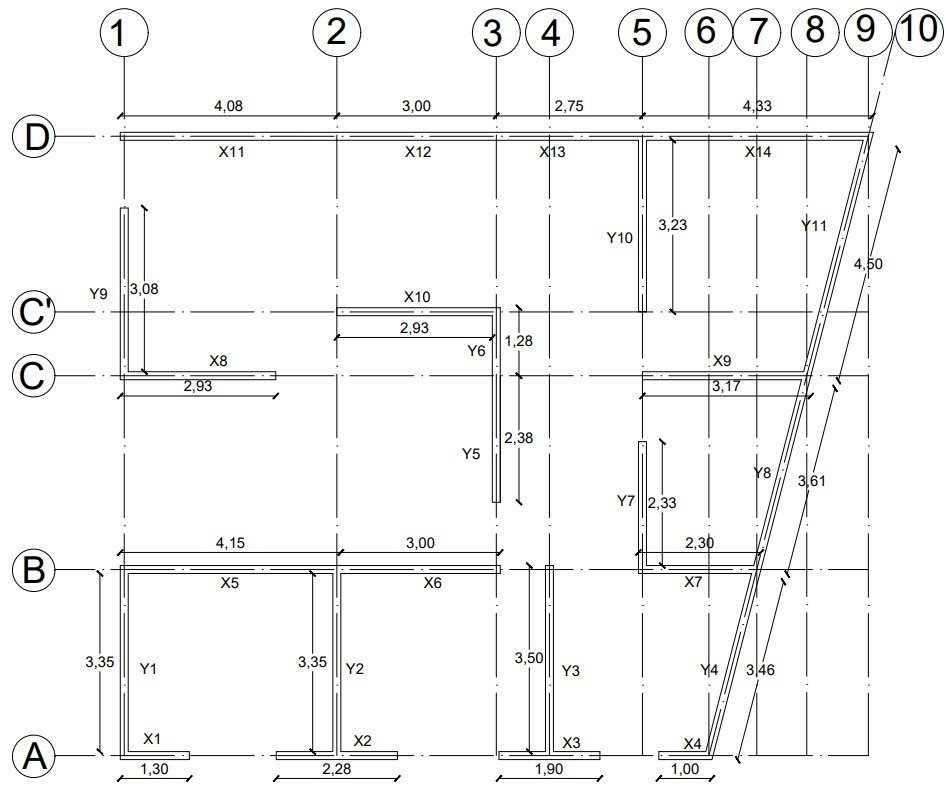 1 2 3 4 5 6 7 8 9 10
4,08 3,00 2,75 4,33
D
X11 X12 X13 X14
Y10 3,23 Y11
4,50
Y9 3,08
X10
C'
2,93 1,28
Y6
X8 X9
C
2,93 3,17
2,38
Y5
Y7 2,33 Y8 3,61
4,15 3,00 2,30
B
X5 X6 X7
3,35 Y1 3,35 Y2 3,50 Y3 Y4 3,46
X1 X2 X3 X4
A
1,30 2,28 1,90 1,00